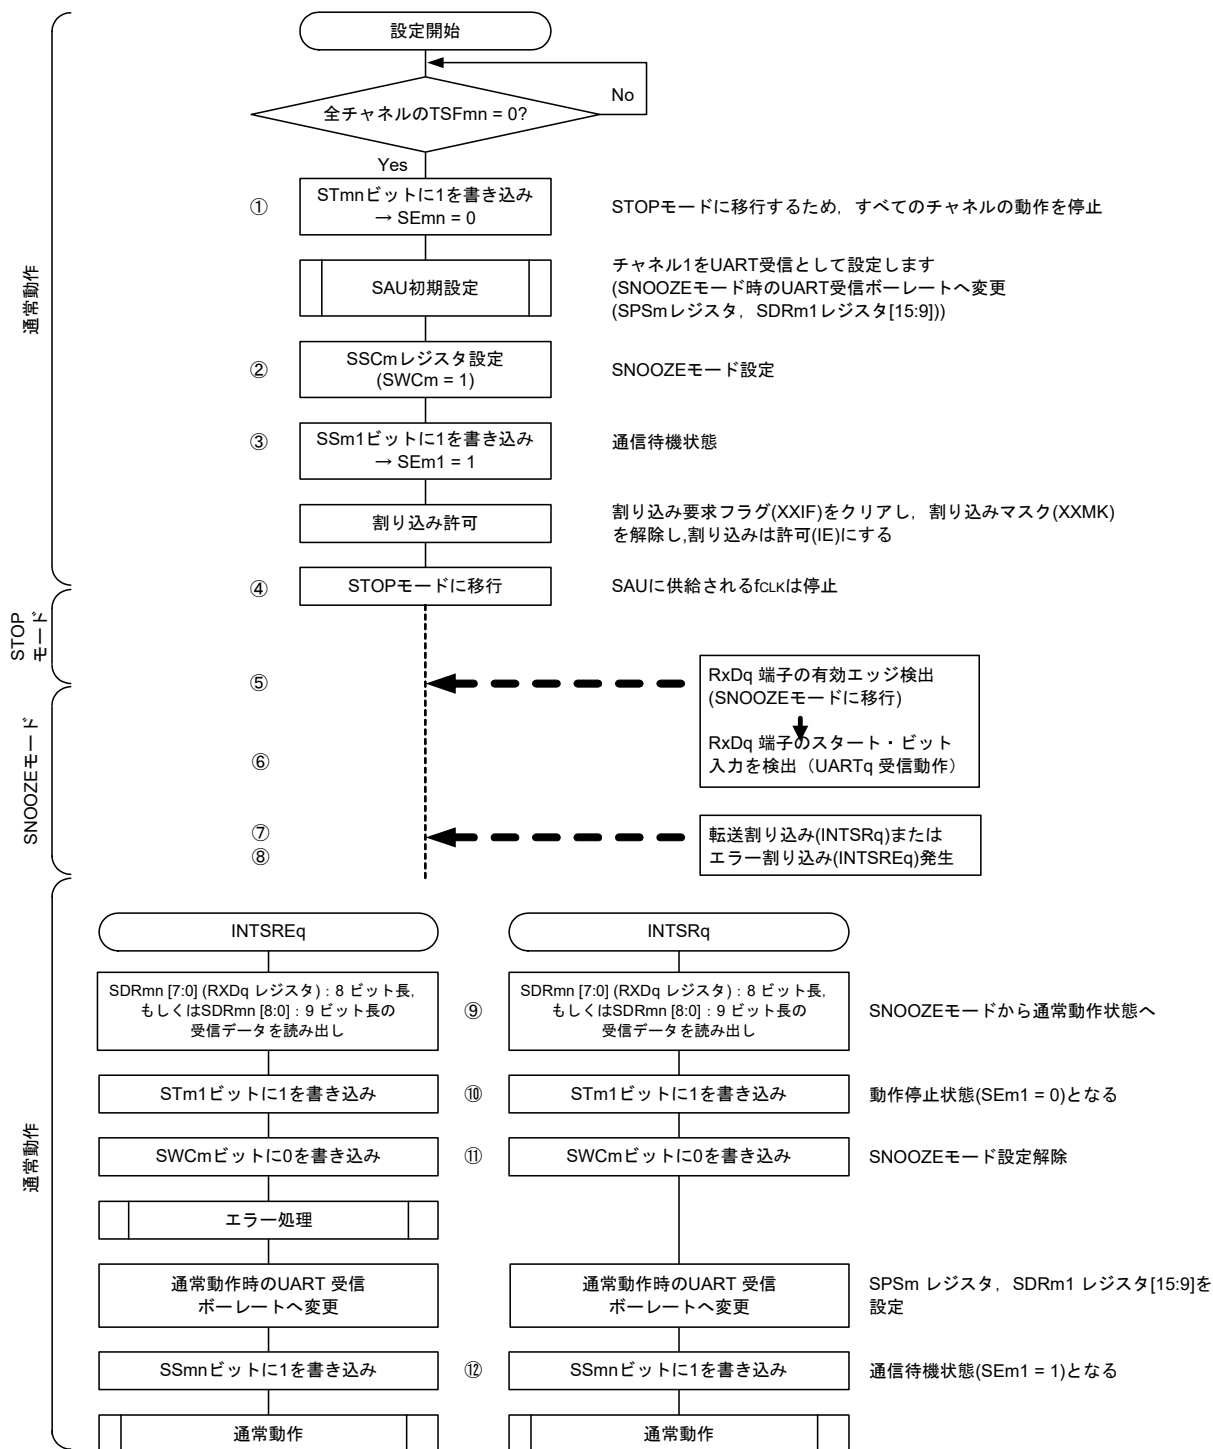 設定開始
No
全チャネルのTSFmn = 0?
Yes
通常動作
①
STmnビットに1を書き込み
→ SEmn = 0
STOPモードに移行するため，すべてのチャネルの動作を停止
SAU初期設定
チャネル1をUART受信として設定します
(SNOOZEモード時のUART受信ボーレートへ変更
(SPSmレジスタ，SDRm1レジスタ[15:9]))
②
SSCmレジスタ設定
(SWCm = 1)
SNOOZEモード設定
③
SSm1ビットに1を書き込み
→ SEm1 = 1
通信待機状態
割り込み許可
割り込み要求フラグ(XXIF)をクリアし，割り込みマスク(XXMK)
を解除し,割り込みは許可(IE)にする
④
STOPモードに移行
SAUに供給されるfCLKは停止
STOP
モード
⑤
RxDq 端子の有効エッジ検出
(SNOOZEモードに移行)
SNOOZEモード
⑥
RxDq 端子のスタート・ビット
入力を検出（UARTq 受信動作）
⑦
⑧
転送割り込み(INTSRq)または
エラー割り込み(INTSREq)発生
通常動作
INTSREq
INTSRq
SDRmn [7:0] (RXDq レジスタ) : 8 ビット長,
もしくはSDRmn [8:0] : 9 ビット長の
受信データを読み出し
⑨
SDRmn [7:0] (RXDq レジスタ) : 8 ビット長,
もしくはSDRmn [8:0] : 9 ビット長の
受信データを読み出し
SNOOZEモードから通常動作状態へ
STm1ビットに1を書き込み
⑩
STm1ビットに1を書き込み
動作停止状態(SEm1 = 0)となる
SWCmビットに0を書き込み
⑪
SWCmビットに0を書き込み
SNOOZEモード設定解除
エラー処理
通常動作時のUART 受信
ボーレートへ変更
通常動作時のUART 受信
ボーレートへ変更
SPSm レジスタ，SDRm1 レジスタ[15:9]を
設定
SSmnビットに1を書き込み
⑫
SSmnビットに1を書き込み
通信待機状態(SEm1 = 1)となる
通常動作
通常動作